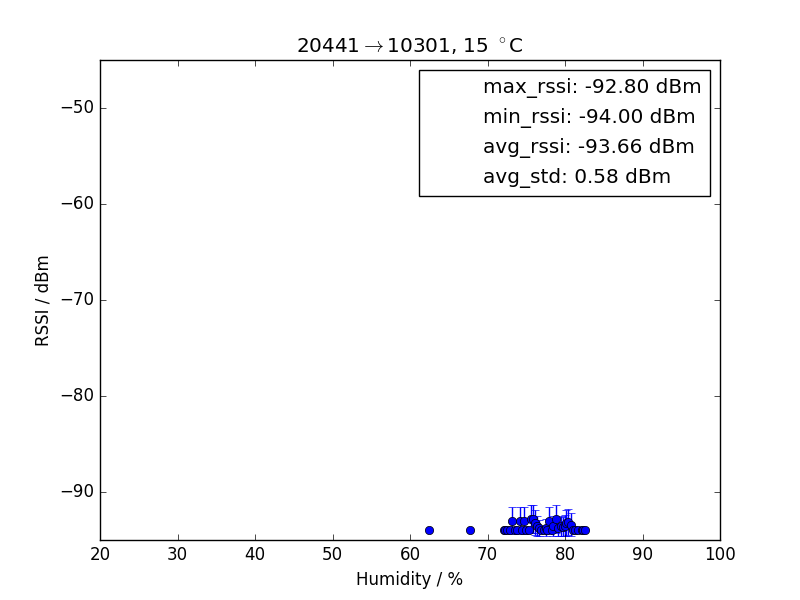 20441→10301, 15 °C
max_rssi: -92.80 dBm
min_rssi: -94.00 dBm
avg_rssi: -93.66 dBm
avg_std: 0.58 dBm
−50
−60
−70
−80
−90
RSSI / dBm
20 30 40 50 60 70 80 90 100
Humidity / %